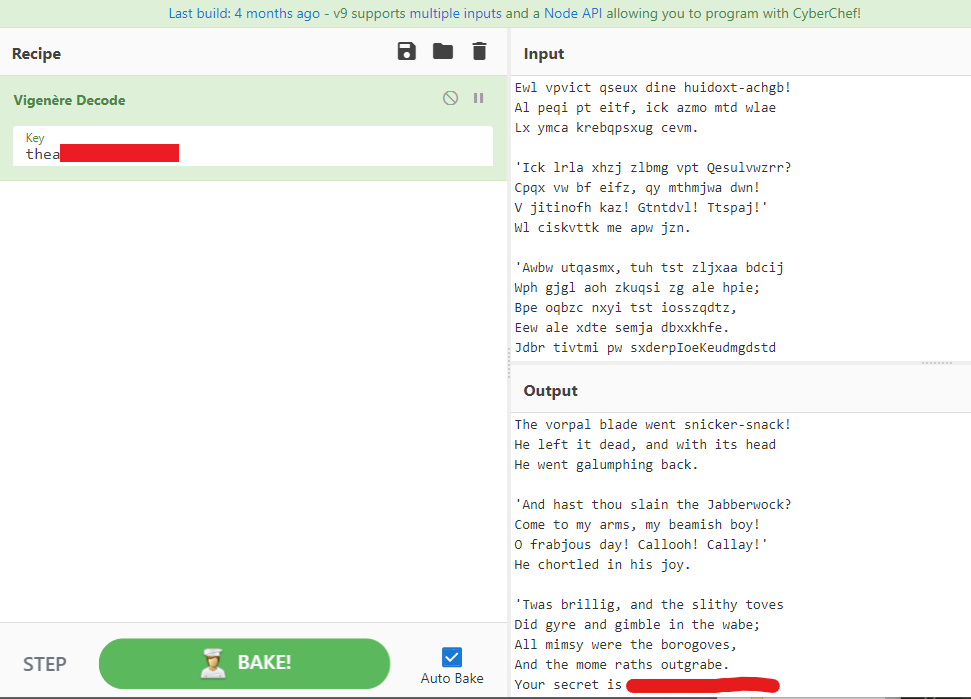 Last build: 4 months ago - v9 supports multiple inputs and a Node API allowing you to program with CyberChef!
Recipe
Vigenère Decode
Key
thea
STEP
BAKE!
Auto Bake
Input
Ewl vpvict qseux dine huidoxt-achgb!
Al peqi pt eitf, ick azmo mtd wlae
Lx ymca krebqpsxug cevm.
'Ick lrla xhzj zlbmg vpt Qesulvwzrr?
Cpqx vw bf eifz, qy mthmjwa dwn!
V jitinofh kaz! Gtntdvl! Ttspaj!'
Wl ciskvttk me apw jzn.
'Awbw utqasmx, tuh tst zljxaa bdcij
Wph gjgl aoh zkuqsi zg ale hpie;
Bpe oqbzc nxyi tst iosszqdtz,
Eew ale xdte semja dbxxkhfe.
Jdbr tivtmi pw sxderpIoeKeudmgdstd
Output
The vorpal blade went snicker-snack!
He left it dead, and with its head
He went galumphing back.
'And hast thou slain the Jabberwock?
Come to my arms, my beamish boy!
O frabjous day! Callooh! Callay!'
He chortled in his joy.
'Twas brillig, and the slithy toves
Did gyre and gimble in the wabe;
All mimsy were the borogoves,
And the mome raths outgrabe.
Your secret is